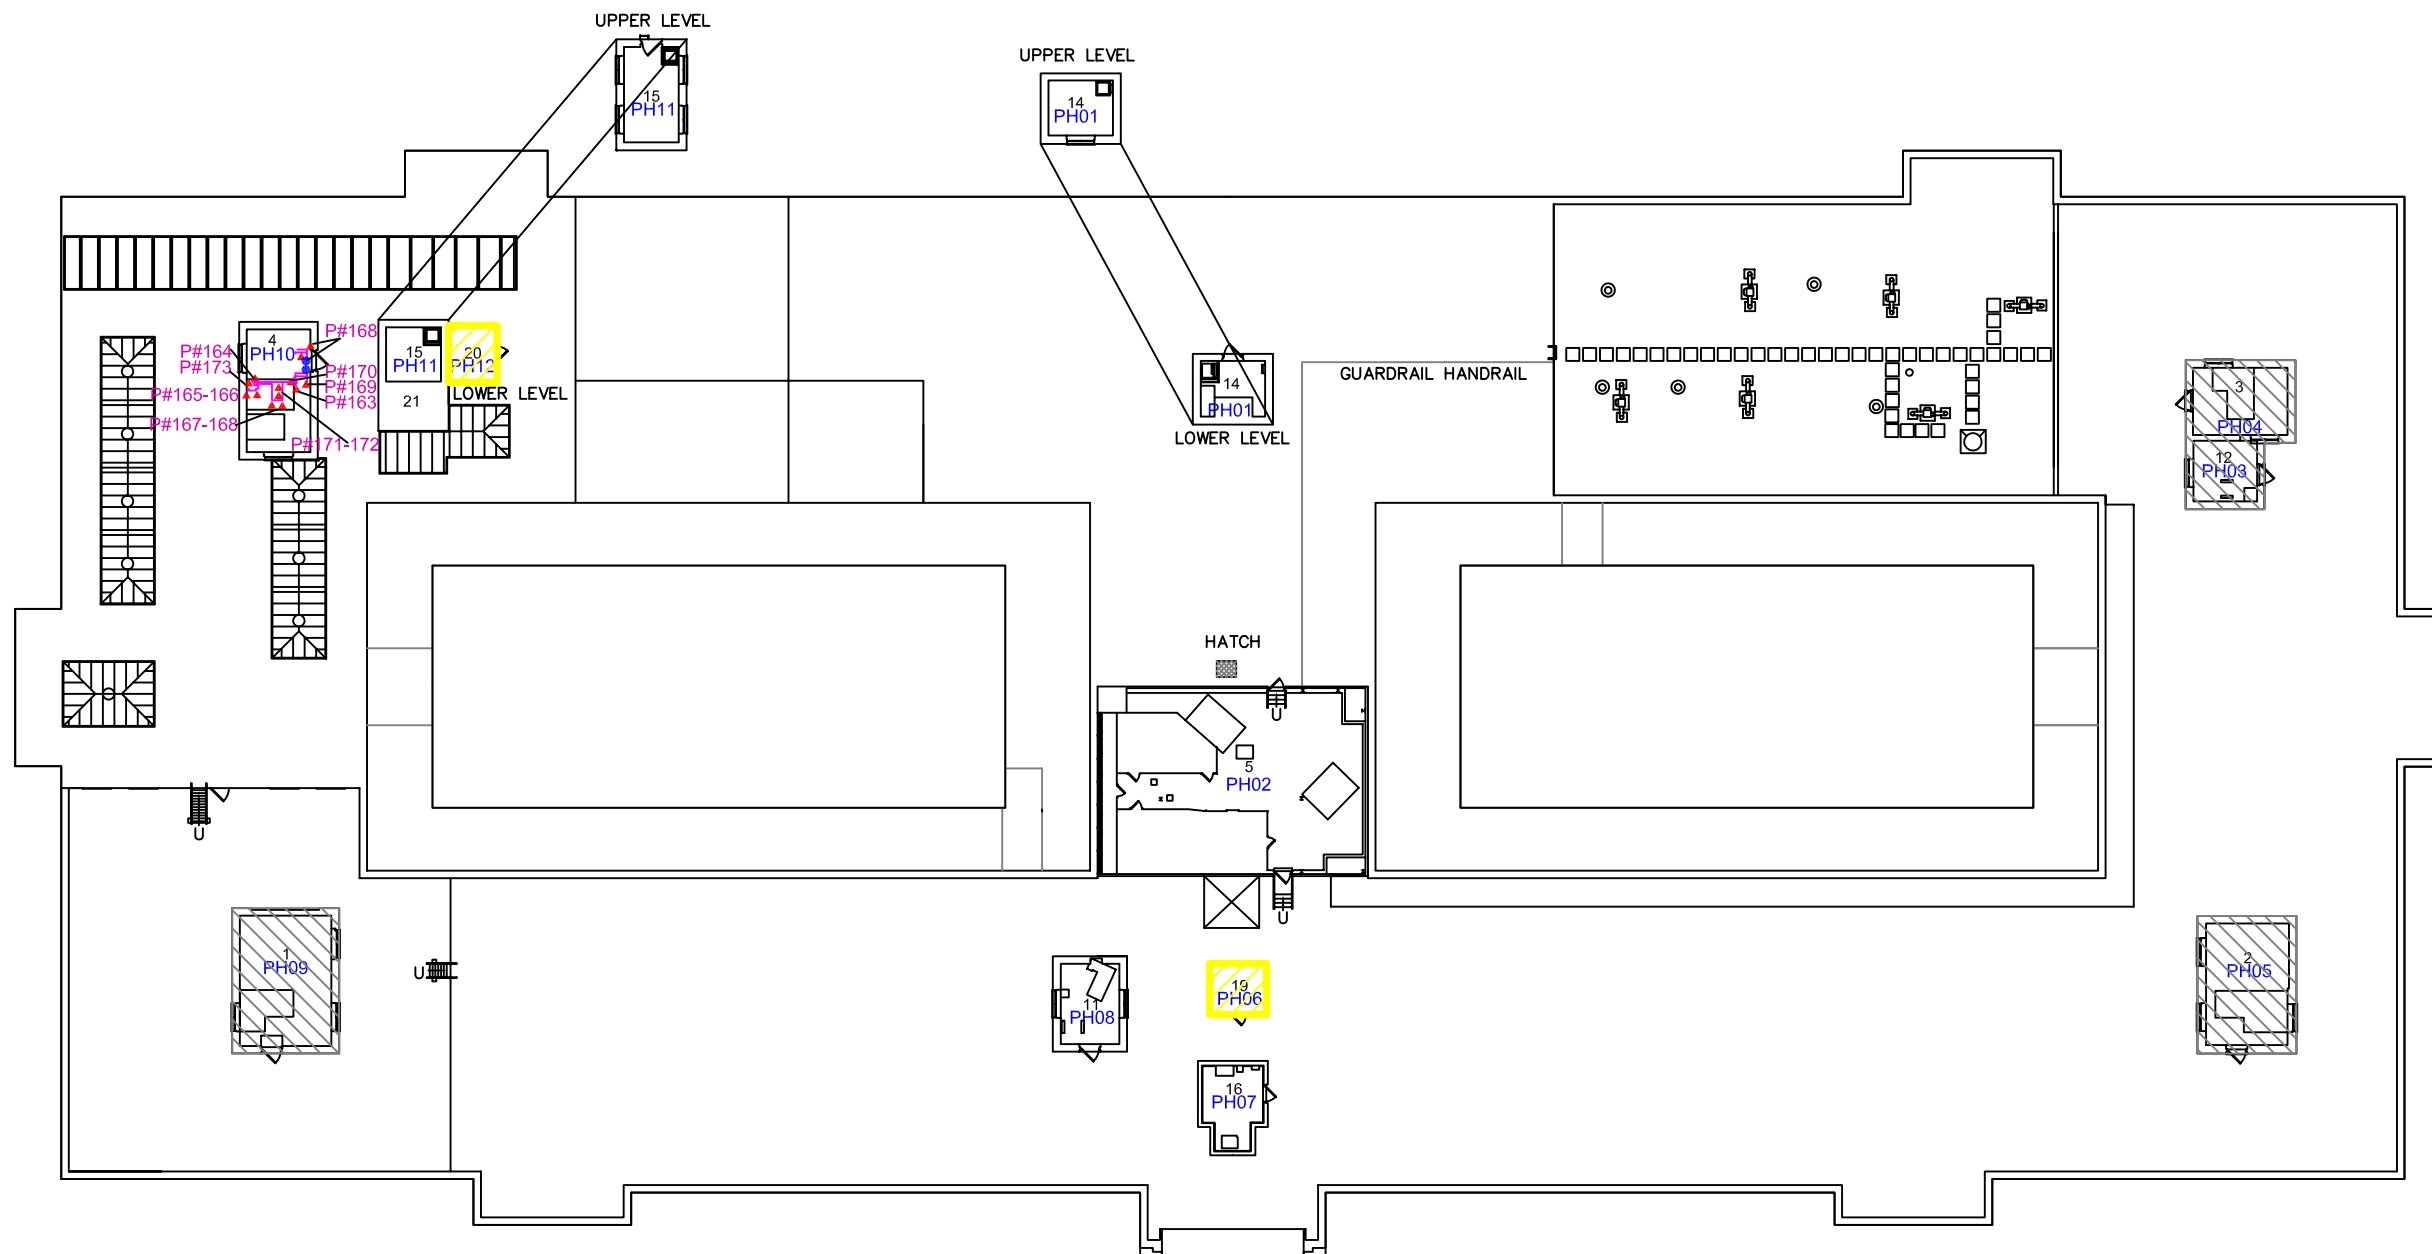 UPPER LEVEL
15
PH11
UPPER LEVEL
14
PH01
4
PH10
P#168
P#164
P#173
P#170
P#169
P#165-166
P#163
P#167-168
P#171-172
15
PH11
21
20
PH12
LOWER LEVEL
14
PH01
LOWER LEVEL
GUARDRAIL HANDRAIL
3
PH04
12
PH03
HATCH
U
5
PH02
U
U
1
PH09
U
11
PH08
19
PH06
16
PH07
2
PH05